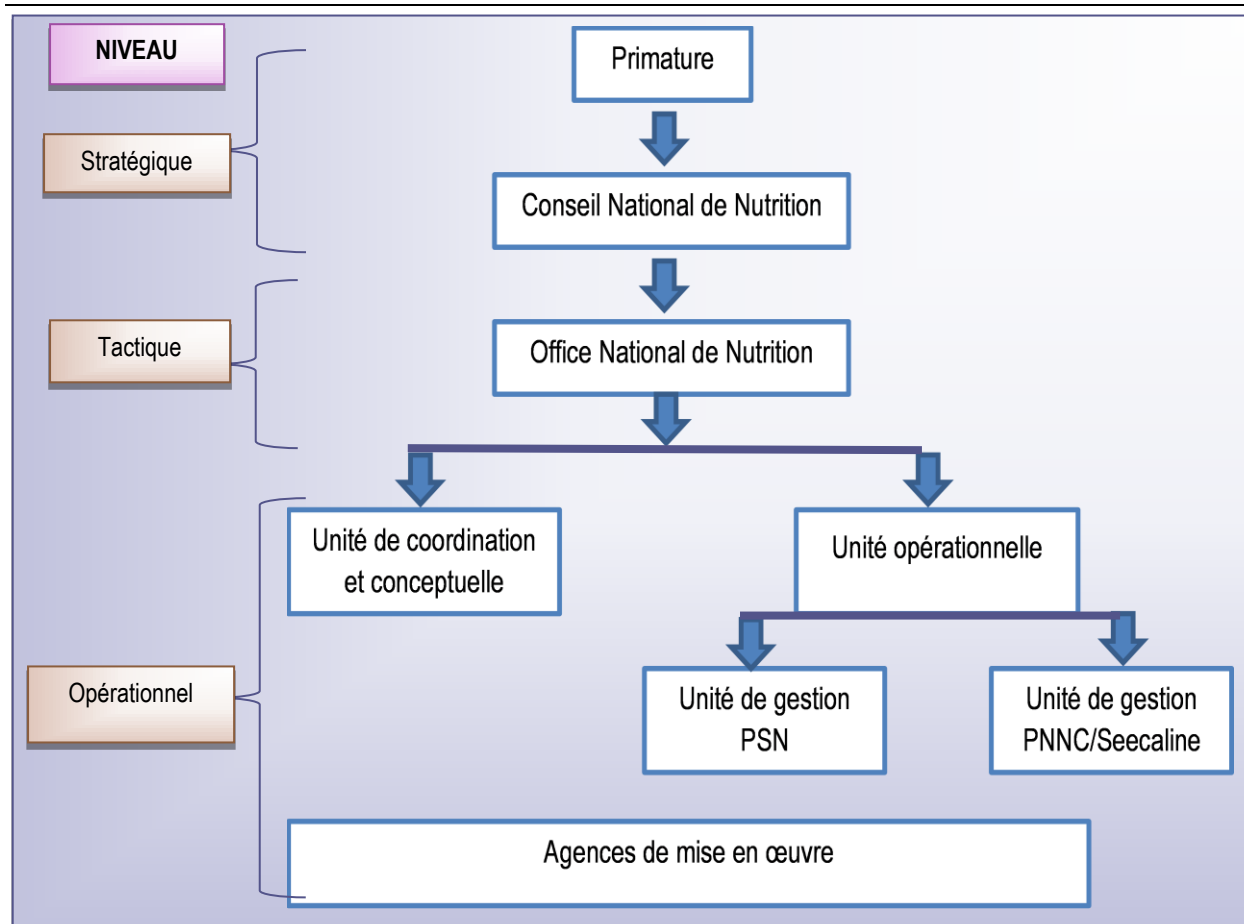 NIVEAU
Primature
Stratégique
Conseil National de Nutrition
Tactique
Office National de Nutrition
Unité de coordination
et conceptuelle
Unité opérationnelle
Opérationnel
Unité de gestion
PSN
Unité de gestion
PNNC/Seecaline
Agences de mise en œuvre